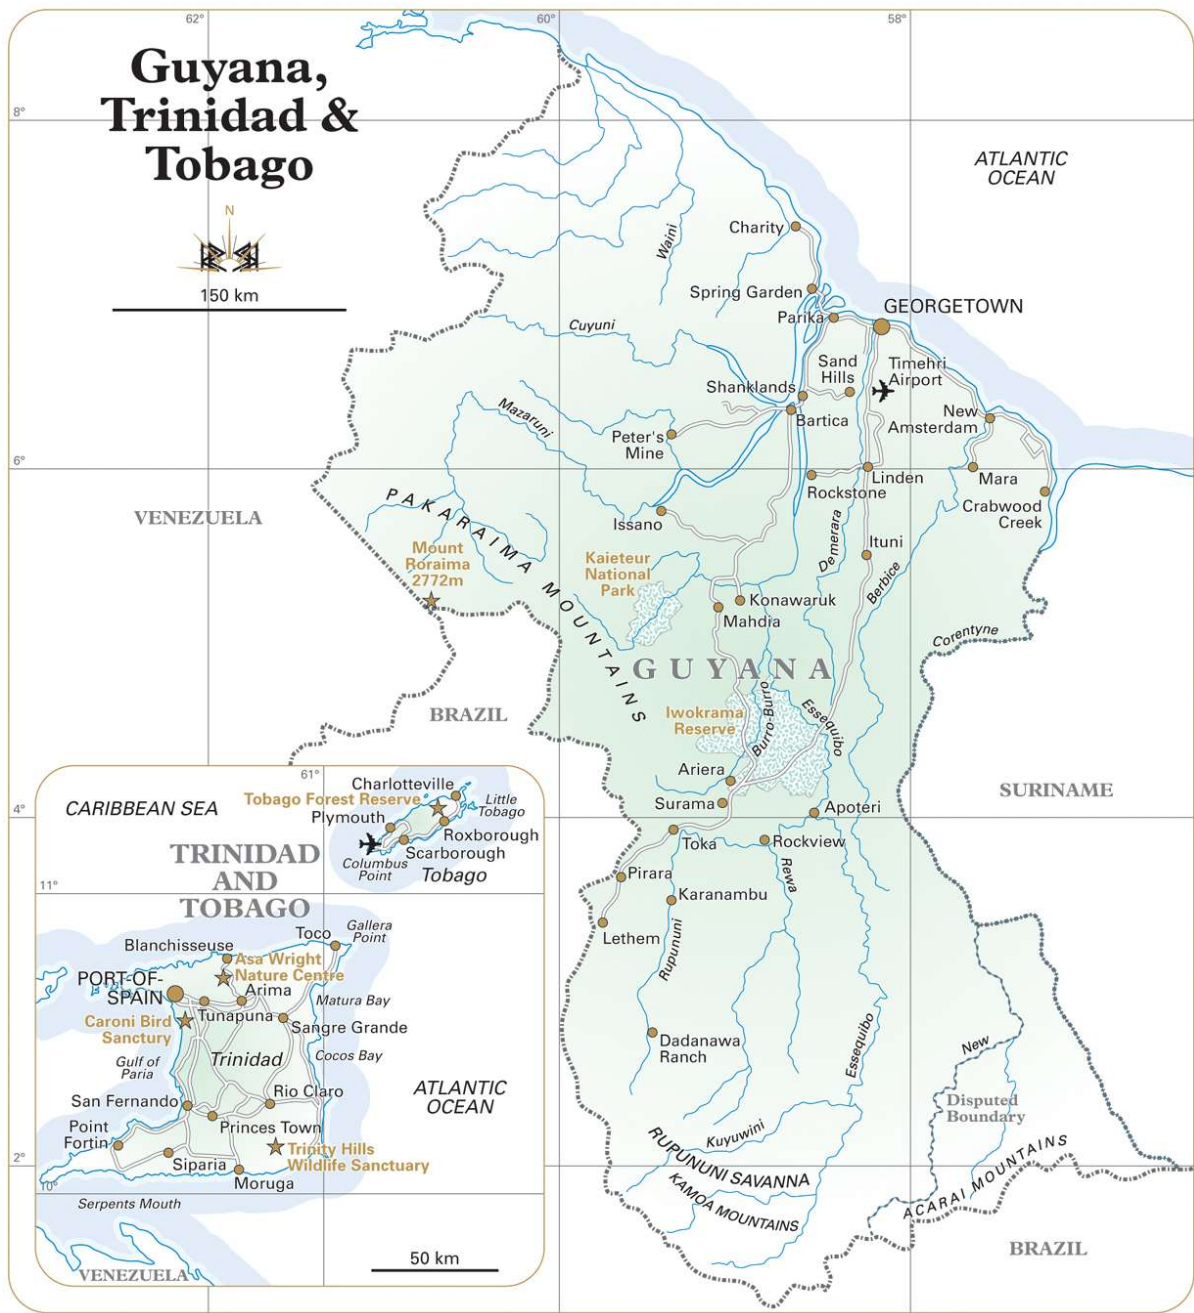 62°
60°
58°
Guyana,
Trinidad &
Tobago
8°
N
150 km
ATLANTIC
OCEAN
Waini
Charity
Spring Garden
Parika
GEORGETOWN
Cuyuni
Sand
Hills
Timehri
Airport
Shanklands
Bartica
New
Amsterdam
Mazaruni
Peter's
Mine
6°
Rockstone
Linden
Mara
Crabwood
Creek
VENEZUELA
PAKARAIMA MOUNTAINS
Issano
Demerara
Ituni
Mount
Roraima
2772m
Kaieteur
National
Park
Berbice
Konawaruk
Mahdia
Corentyne
GUYANA
BRAZIL
Iwokrama
Reserve
Burro-Burro
Essequibo
Ariera
Surama
Apoteri
SURINAME
4°
Toka
Rockview
Rewa
Pirara
Karanambu
Lethem
Rupununi
Dadanawa
Ranch
Essequibo
New
Disputed
Boundary
Kuyuwini
2°
RUPUNUNI SAVANNA
KAMOA MOUNTAINS
ACARAI MOUNTAINS
BRAZIL
61°
CARIBBEAN SEA
Charlotteville
Tobago Forest Reserve
Little
Tobago
Plymouth
Roxborough
Scarborough
Columbus
Point
Tobago
TRINIDAD
AND
TOBAGO
11°
Toco
Gallera
Point
Blanchisseuse
Asa Wright
Nature Centre
PORT-OF-
SPAIN
Arima
Matura Bay
Tunapuna
Caroni Bird
Sanctury
Sangre Grande
Gulf of
Paria
Trinidad
Cocos Bay
ATLANTIC
OCEAN
Rio Claro
San Fernando
Princes Town
Point
Fortin
Trinity Hills
Wildlife Sanctuary
Siparia
Moruga
10°
Serpents Mouth
50 km
VENEZUELA